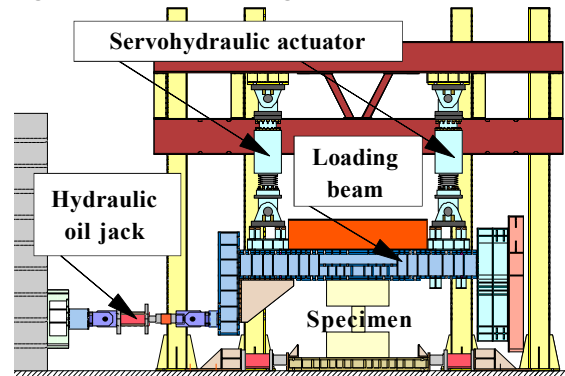 Servohydraulic actuator
Loading
beam
Hydraulic
oil jack
Specimen